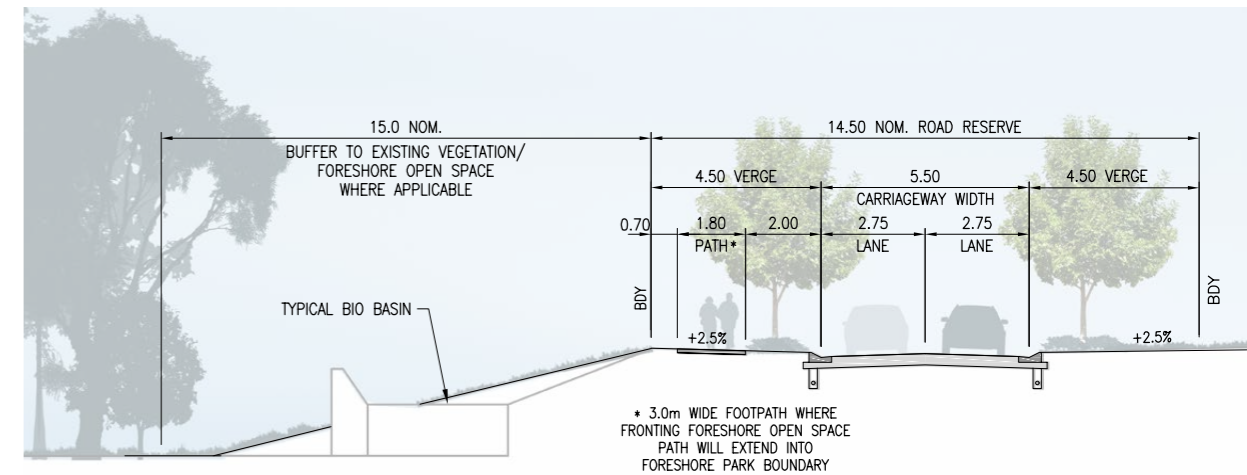 15.0 NOM.
BUFFER TO EXISTING VEGETATION/
FORESHORE OPEN SPACE
WHERE APPLICABLE
14.50 NOM. ROAD RESERVE
4.50 VERGE
5.50
CARRIAGEWAY WIDTH
4.50 VERGE
0.70
1.80
PATH*
2.00
2.75
LANE
2.75
LANE
BDY
BDY
TYPICAL BIO BASIN
+2.5%
+2.5%
* 3.0m WIDE FOOTPATH WHERE
FRONTING FORESHORE OPEN SPACE
PATH WILL EXTEND INTO
FORESHORE PARK BOUNDARY